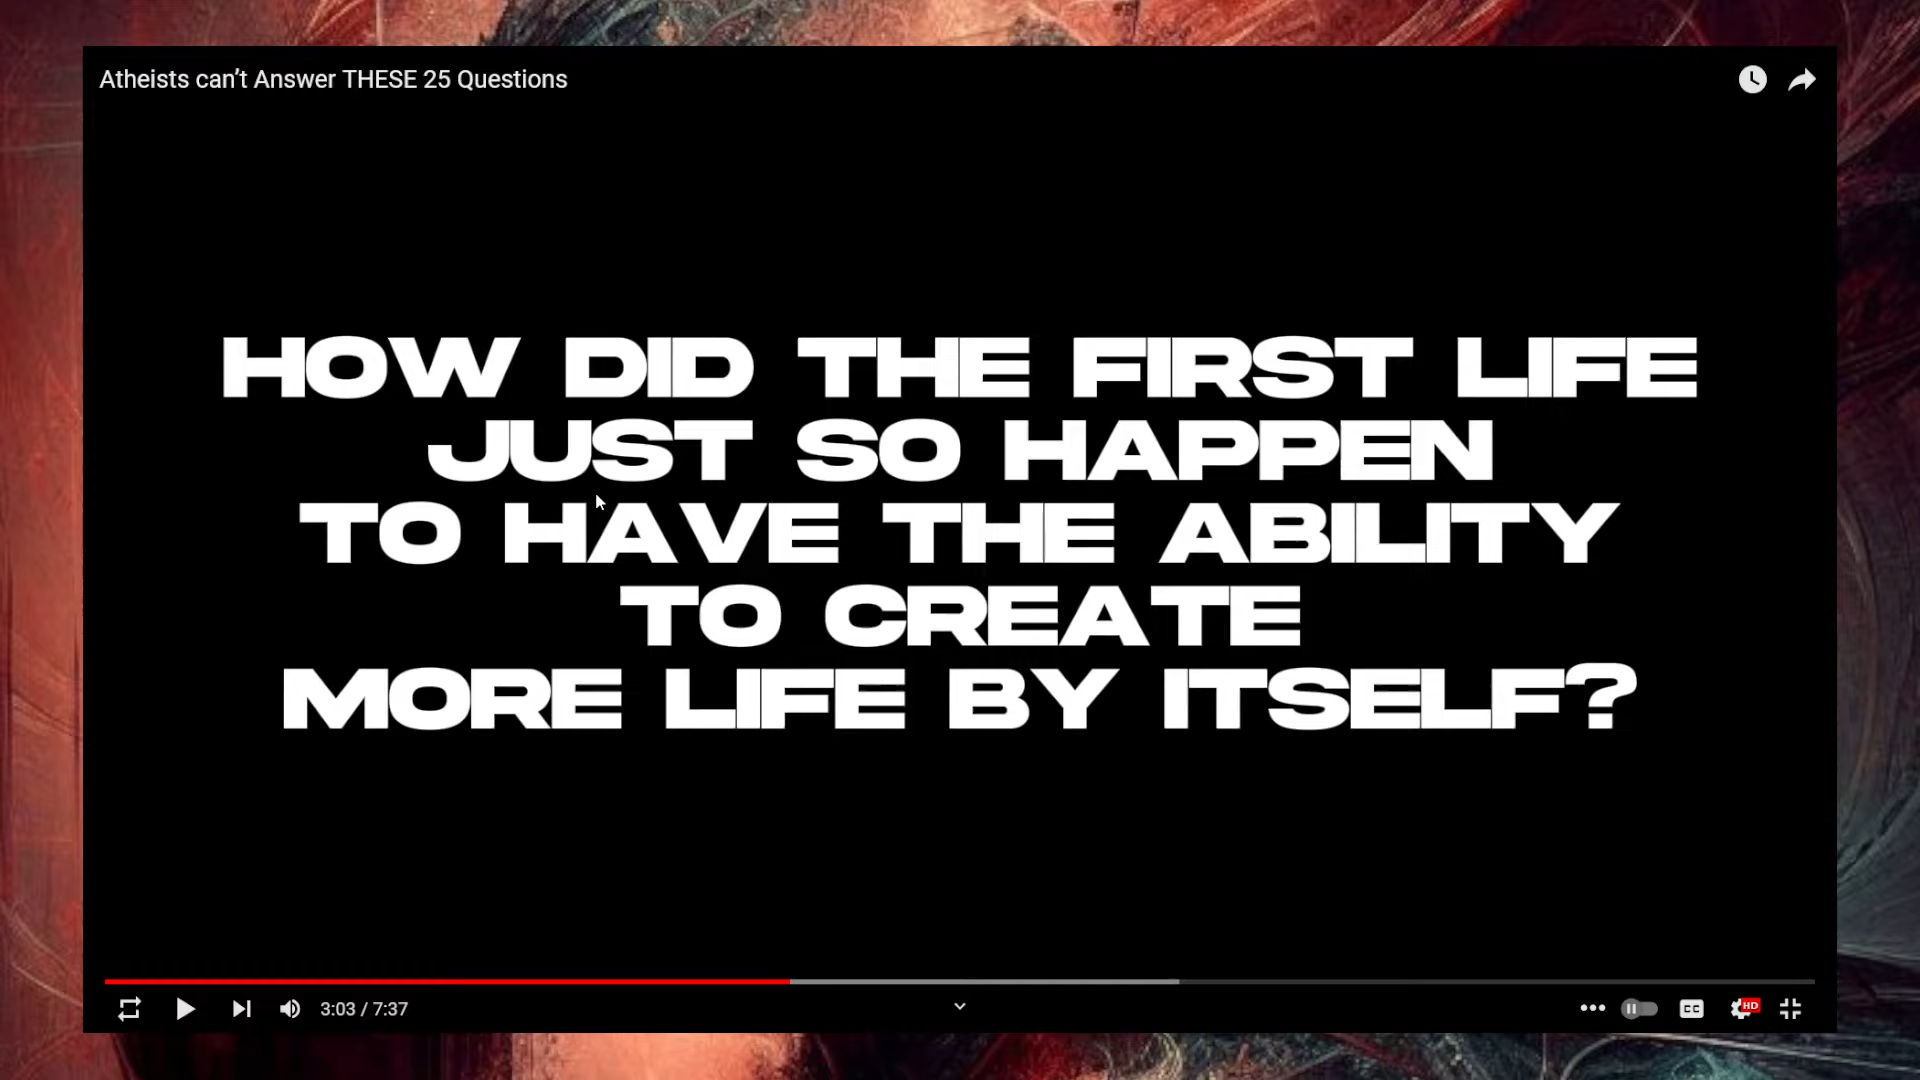 Atheists can’t Answer THESE 25 Questions
HOW DID THE FIRST LIFE
JUST SO HAPPEN
TO HAVE THE ABILITY
TO CREATE
MORE LIFE BY ITSELF?
3:03 / 7:37
CC
HD